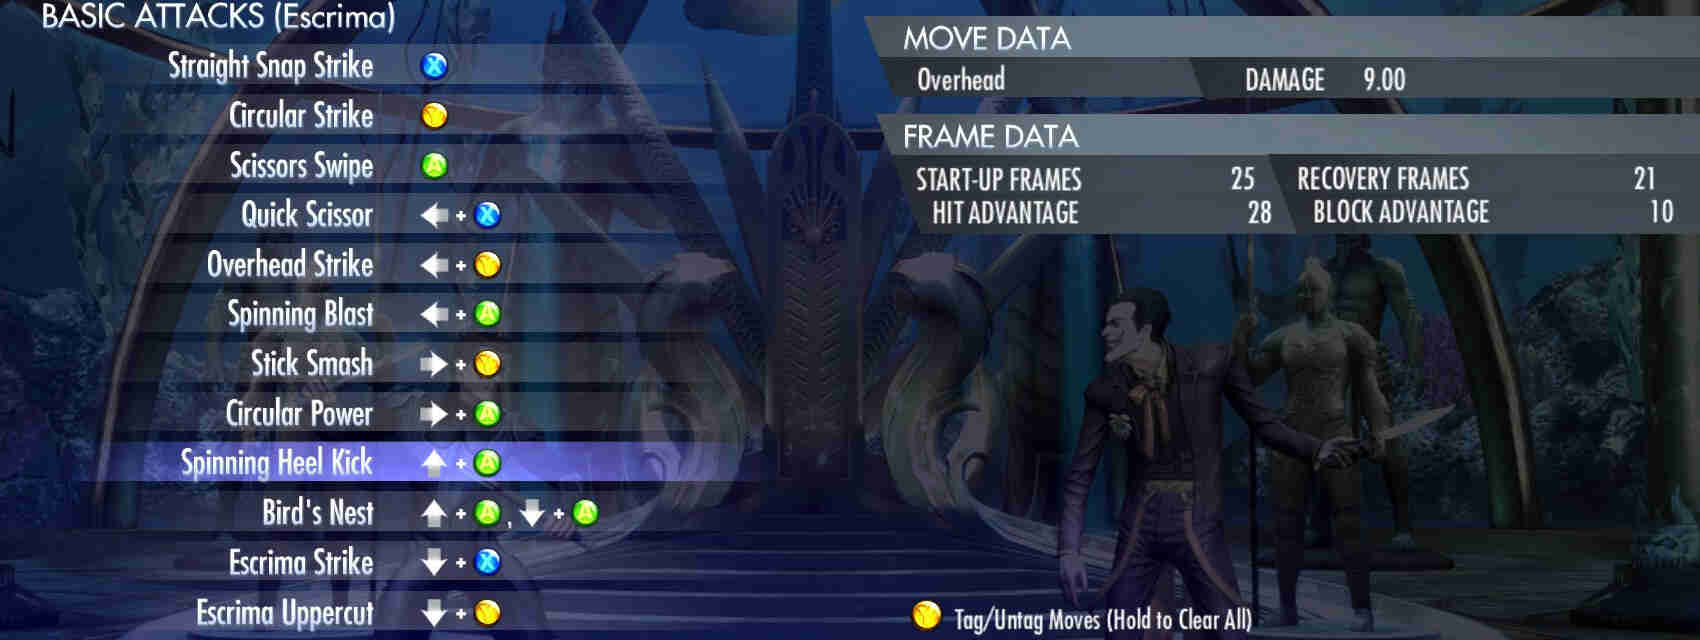 BASIC ATTACKS (Escrima)
Straight Snap Strike X
Circular Strike Y
Scissors Swipe A
Quick Scissor + X
Overhead Strike + Y
Spinning Blast + A
Stick Smash + Y
Circular Power + A
Spinning Heel Kick + A
Bird's Nest + A , + A
Escrima Strike + X
Escrima Uppercut + Y
MOVE DATA
Overhead DAMAGE 9.00
FRAME DATA
START-UP FRAMES 25 RECOVERY FRAMES 21
HIT ADVANTAGE 28 BLOCK ADVANTAGE 10
Y Tag/Untag Moves (Hold to Clear All)